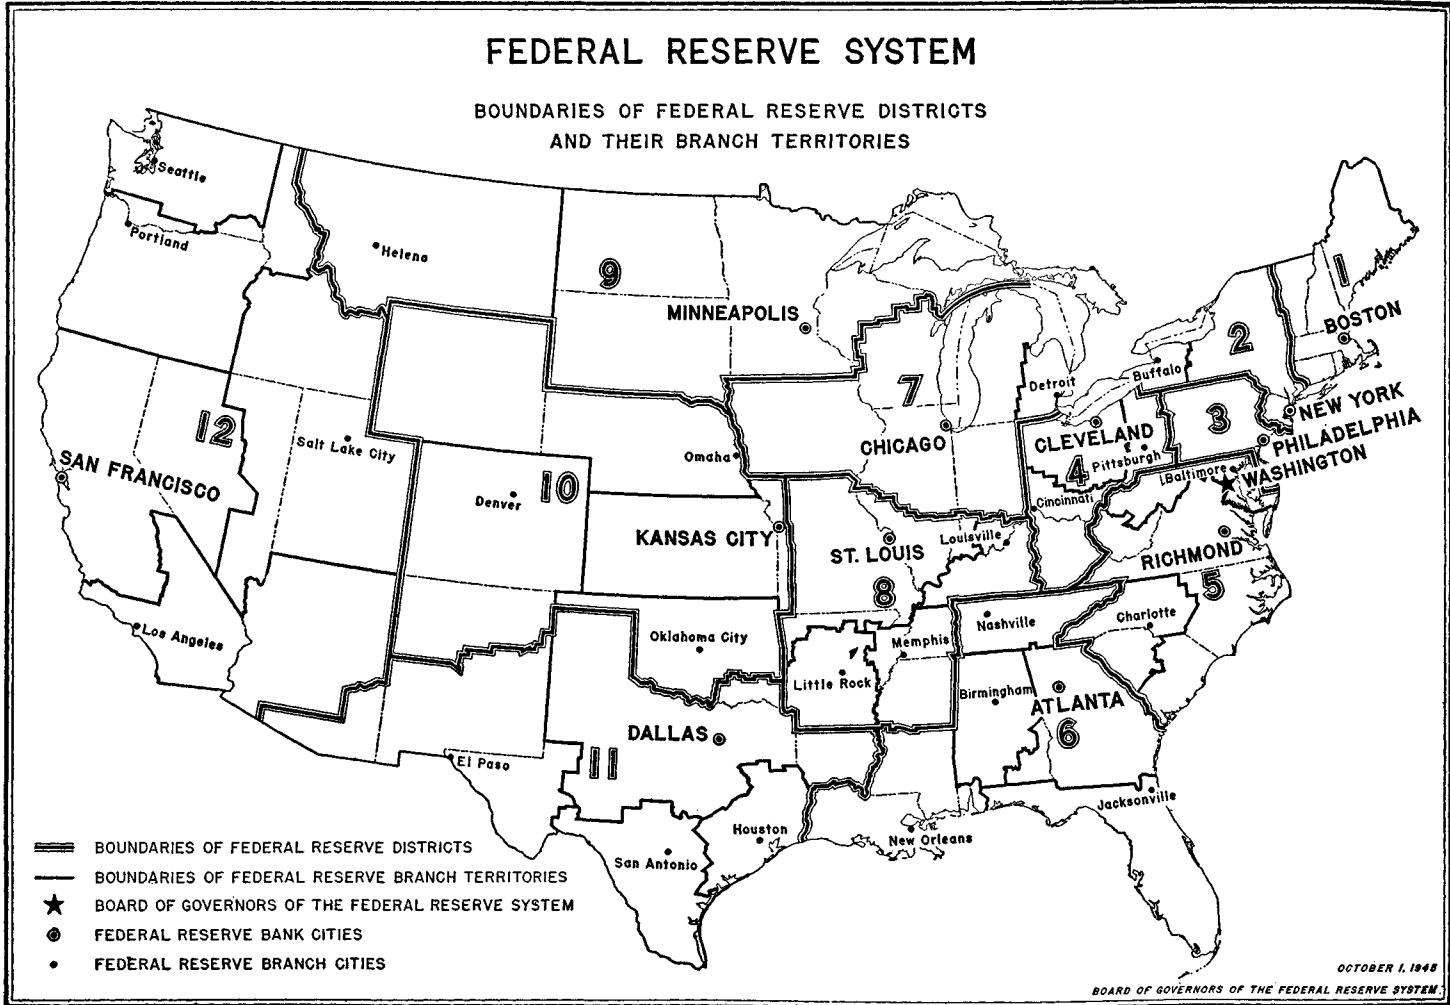 FEDERAL RESERVE SYSTEM
BOUNDARIES OF FEDERAL RESERVE DISTRICTS
AND THEIR BRANCH TERRITORIES
Seattle
Portland
Helena
9
MINNEAPOLIS
1
BOSTON
2
Buffalo
7
Detroit
NEW YORK
3
PHILADELPHIA
12
Salt Lake City
CHICAGO
CLEVELAND
4
Pittsburgh
WASHINGTON
Baltimore
SAN FRANCISCO
Omaha
Denver
10
Cincinnati
KANSAS CITY
ST. LOUIS
Louisville
RICHMOND
8
5
Los Angeles
Oklahoma City
Memphis
Nashville
Charlotte
Little Rock
Birmingham
ATLANTA
6
DALLAS
11
El Paso
Jacksonville
Houston
New Orleans
San Antonio
BOUNDARIES OF FEDERAL RESERVE DISTRICTS
BOUNDARIES OF FEDERAL RESERVE BRANCH TERRITORIES
BOARD OF GOVERNORS OF THE FEDERAL RESERVE SYSTEM
FEDERAL RESERVE BANK CITIES
FEDERAL RESERVE BRANCH CITIES
OCTOBER 1, 1948
BOARD OF GOVERNORS OF THE FEDERAL RESERVE SYSTEM